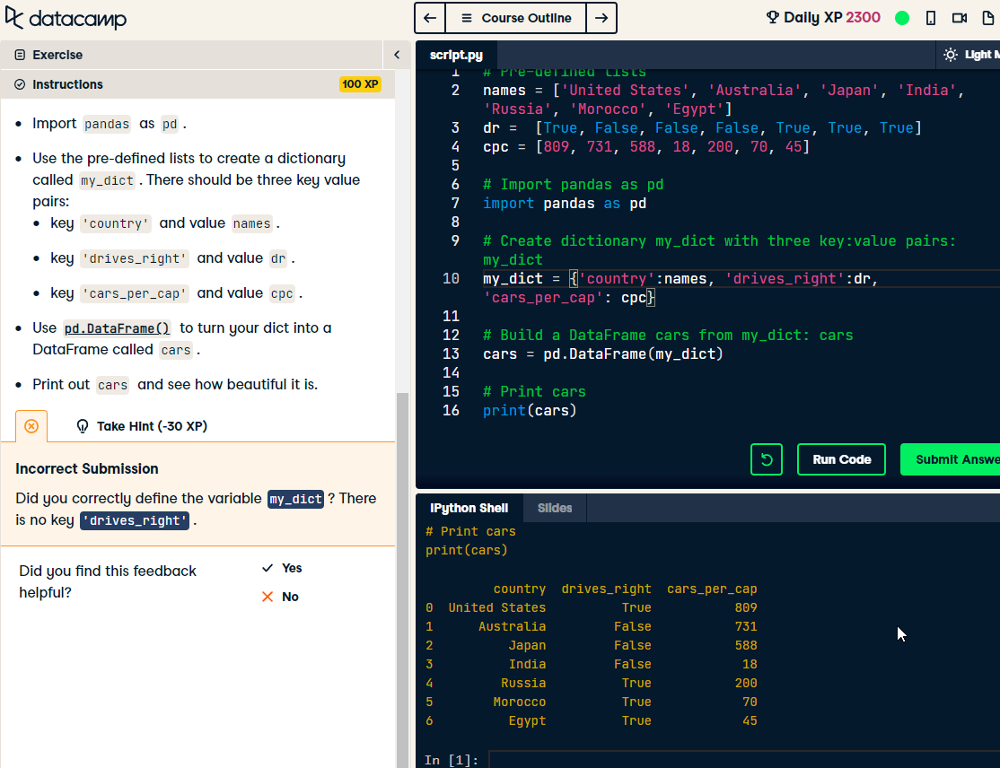 datacamp
Course Outline
Daily XP 2300
Exercise
Instructions
100 XP
Import pandas as pd .
Use the pre-defined lists to create a dictionary
called my_dict . There should be three key value
pairs:
key 'country' and value names .
key 'drives_right' and value dr .
key 'cars_per_cap' and value cpc .
Use pd.DataFrame() to turn your dict into a
DataFrame called cars .
Print out cars and see how beautiful it is.
Take Hint (-30 XP)
Incorrect Submission
Did you correctly define the variable my_dict ? There
is no key 'drives_right' .
Did you find this feedback
helpful?
Yes
No
script.py
Light M
1 # Pre-defined lists
2 names = ['United States', 'Australia', 'Japan', 'India',
'Russia', 'Morocco', 'Egypt']
3 dr =  [True, False, False, False, True, True, True]
4 cpc = [809, 731, 588, 18, 200, 70, 45]
5
6 # Import pandas as pd
7 import pandas as pd
8
9 # Create dictionary my_dict with three key:value pairs:
my_dict
10 my_dict = {'country':names, 'drives_right':dr,
'cars_per_cap': cpc}
11
12 # Build a DataFrame cars from my_dict: cars
13 cars = pd.DataFrame(my_dict)
14
15 # Print cars
16 print(cars)
Run Code
Submit Answe
IPython Shell
Slides
# Print cars
print(cars)
country drives_right cars_per_cap
0 United States True 809
1 Australia False 731
2 Japan False 588
3 India False 18
4 Russia True 200
5 Morocco True 70
6 Egypt True 45
In [1]: